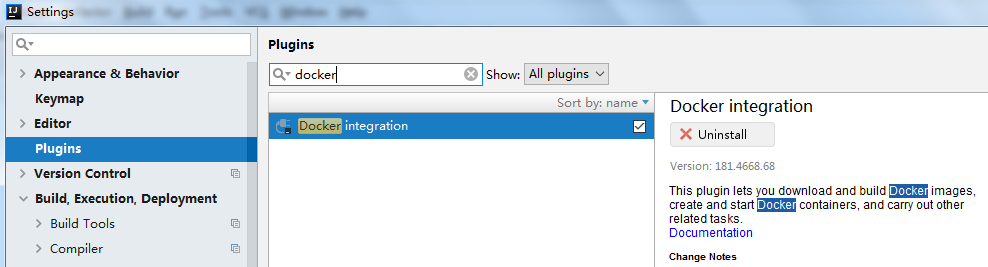 IJ Settings
Plugins
docker Show: All plugins
Appearance & Behavior
Keymap
Editor
Plugins
Version Control
Build, Execution, Deployment
Build Tools
Compiler
Sort by: name
Docker integration
Docker integration
Uninstall
Version: 181.4668.68
This plugin lets you download and build Docker images,
create and start Docker containers, and carry out other
related tasks.
Documentation
Change Notes